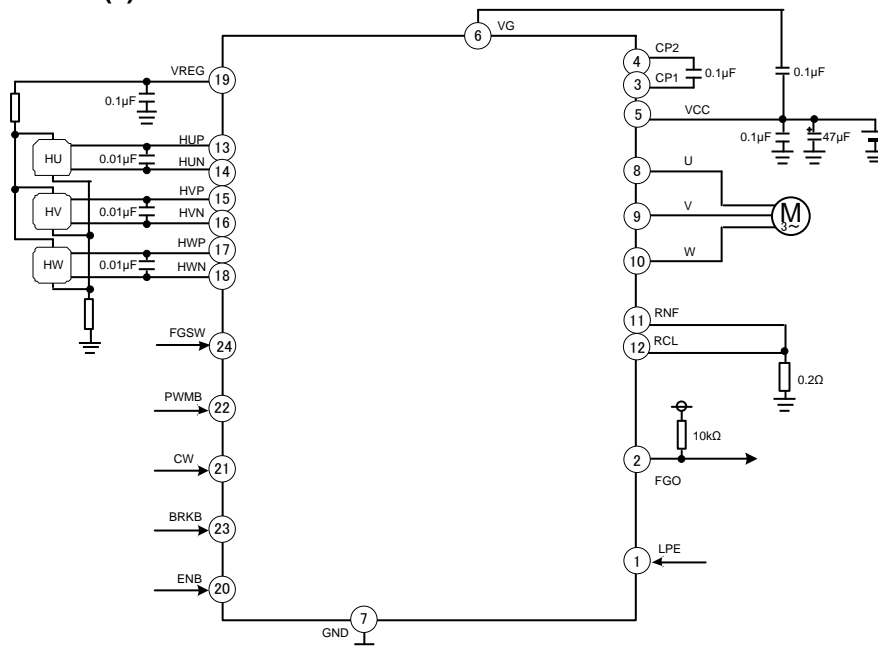 6
VG
VREG
19
0.1µF
4
CP2
3
CP1
0.1µF
0.1µF
5
VCC
0.1µF
+
47µF
HU
HUP
13
0.01µF
HUN
14
HV
HVP
15
0.01µF
HVN
16
HW
HWP
17
0.01µF
HWN
18
8
U
9
V
10
W
M
3~
11
RNF
12
RCL
0.2Ω
FGSW
24
PWMB
22
CW
21
BRKB
23
ENB
20
10kΩ
2
FGO
1
LPE
7
GND